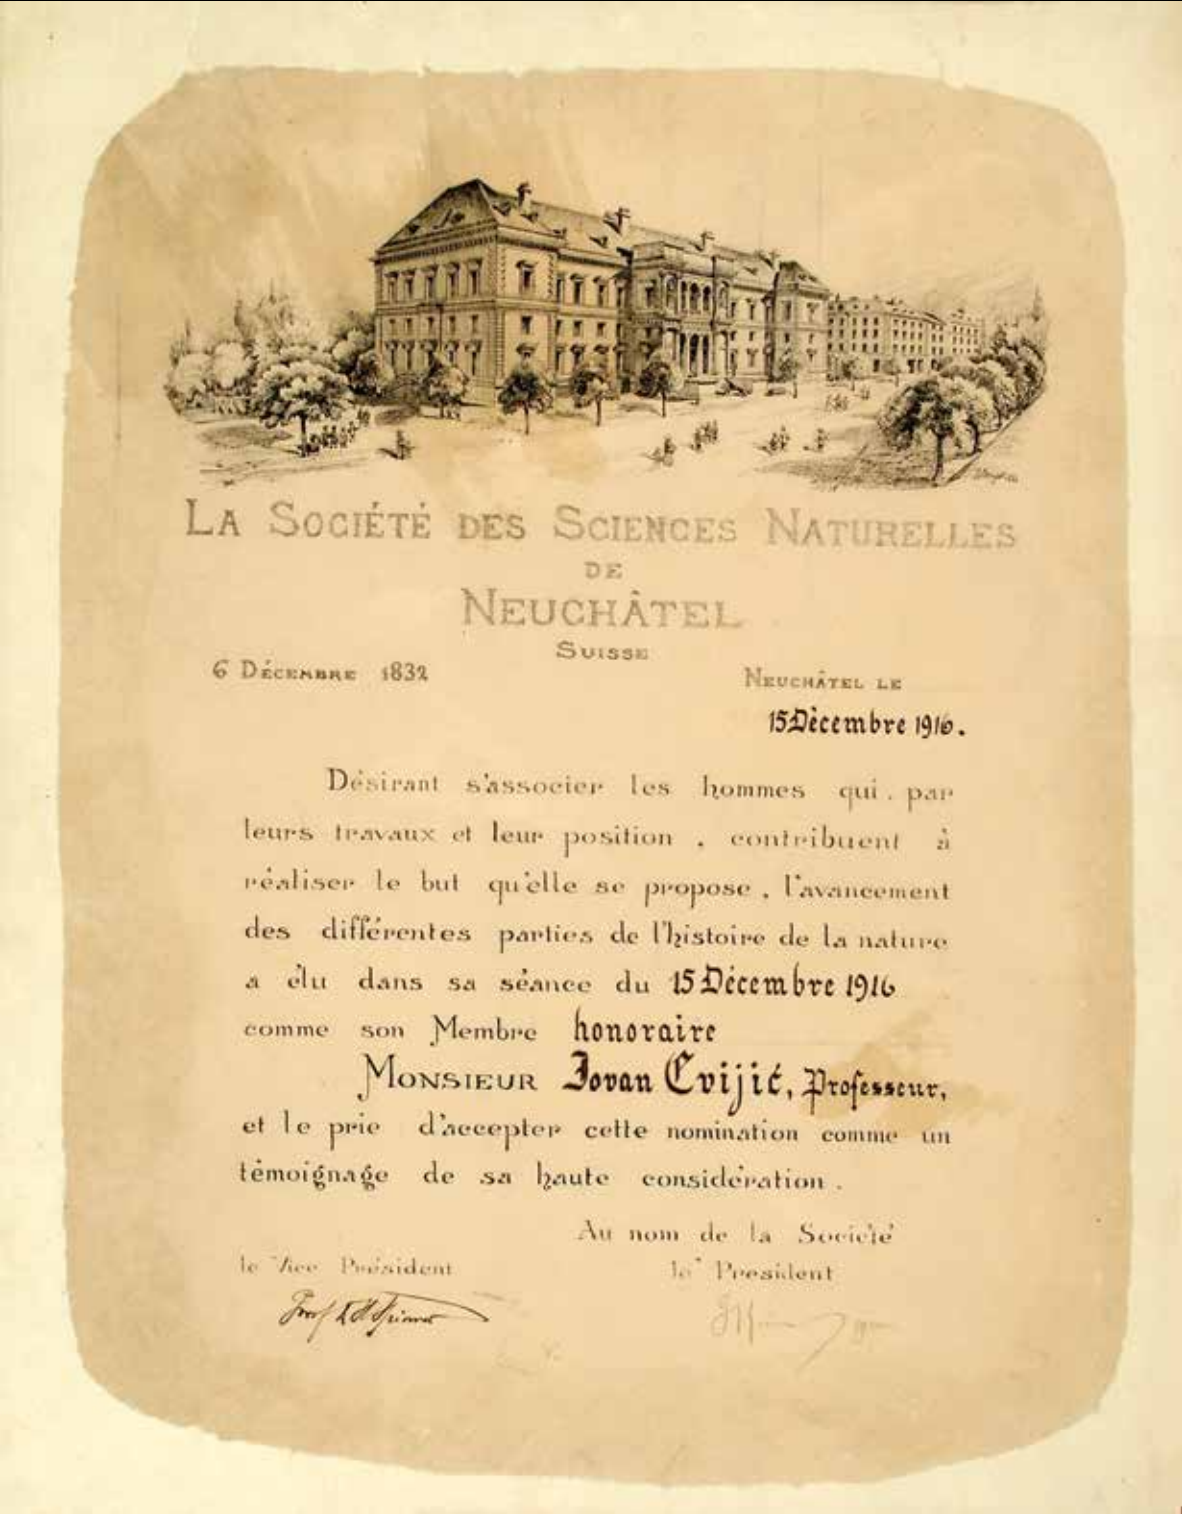 LA SOCIÉTÉ DES SCIENCES NATURELLES
DE
NEUCHÂTEL
SUISSE
6 DÉCEMBRE 1832
NEUCHÂTEL LE
15 Dècembre 1916.
Désirant s'associer les hommes qui, par
leurs travaux et leur position, contribuent à
réaliser le but qu'elle se propose, l'avancement
des différentes parties de l'histoire de la nature
a élu dans sa séance du 15 Décembre 1916
comme son Membre honoraire
MONSIEUR Jovan Cvijić, Professeur,
et le prie d'accepter cette nomination comme un
témoignage de sa haute considération.
Au nom de la Société
le Vice Président
le Président
Prof